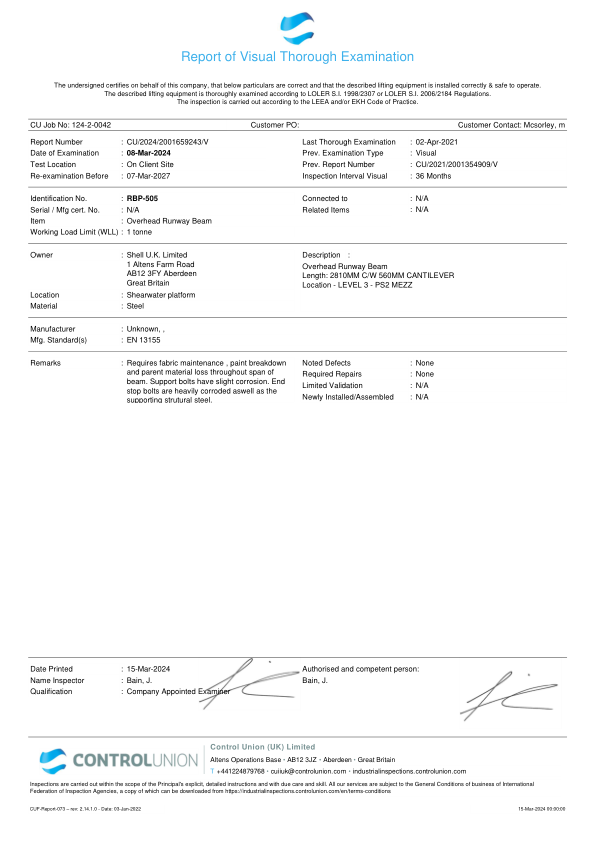 Report of Visual Thorough Examination
The undersigned certifies on behalf of this company, that below particulars are correct and that the described lifting equipment is installed correctly & safe to operate.
The described lifting equipment is thoroughly examined according to LOLER S.I. 1998/2307 or LOLER S.I. 2006/2184 Regulations.
The inspection is carried out according to the LEEA and/or EKH Code of Practice.
CU Job No: 124-2-0042 Customer PO: Customer Contact: Mcsorley, m
Report Number : CU/2024/2001659243/V Last Thorough Examination : 02-Apr-2021
Date of Examination : 08-Mar-2024 Prev. Examination Type : Visual
Test Location : On Client Site Prev. Report Number : CU/2021/2001354909/V
Re-examination Before : 07-Mar-2027 Inspection Interval Visual : 36 Months
Identification No. : RBP-505 Connected to : N/A
Serial / Mfg cert. No. : N/A Related Items : N/A
Item : Overhead Runway Beam
Working Load Limit (WLL) : 1 tonne
Owner : Shell U.K. Limited Description :
1 Altens Farm Road Overhead Runway Beam
AB12 3FY Aberdeen Length: 2810MM C/W 560MM CANTILEVER
Great Britain Location - LEVEL 3 - PS2 MEZZ
Location : Shearwater platform
Material : Steel
Manufacturer : Unknown, ,
Mfg. Standard(s) : EN 13155
Remarks : Requires fabric maintenance , paint breakdown Noted Defects : None
and parent material loss throughout span of Required Repairs : None
beam. Support bolts have slight corrosion. End Limited Validation : N/A
stop bolts are heavily corroded aswell as the Newly Installed/Assembled : N/A
supporting strutural steel.
Date Printed : 15-Mar-2024 Authorised and competent person:
Name Inspector : Bain, J. Bain, J.
Qualification : Company Appointed Examiner
CONTROLUNION
Control Union (UK) Limited
Altens Operations Base - AB12 3JZ - Aberdeen - Great Britain
T +441224879768 - cuiiuk@controlunion.com - industrialinspections.controlunion.com
Inspections are carried out within the scope of the Principal's explicit, detailed instructions and with due care and skill. All our services are subject to the General Conditions of business of International
Federation of Inspection Agencies, a copy of which can be downloaded from https://industrialinspections.controlunion.com/en/terms-conditions
CUF-Report-073 – rev: 2.14.1.0 - Date: 03-Jun-2022 15-Mar-2024 00:00:00